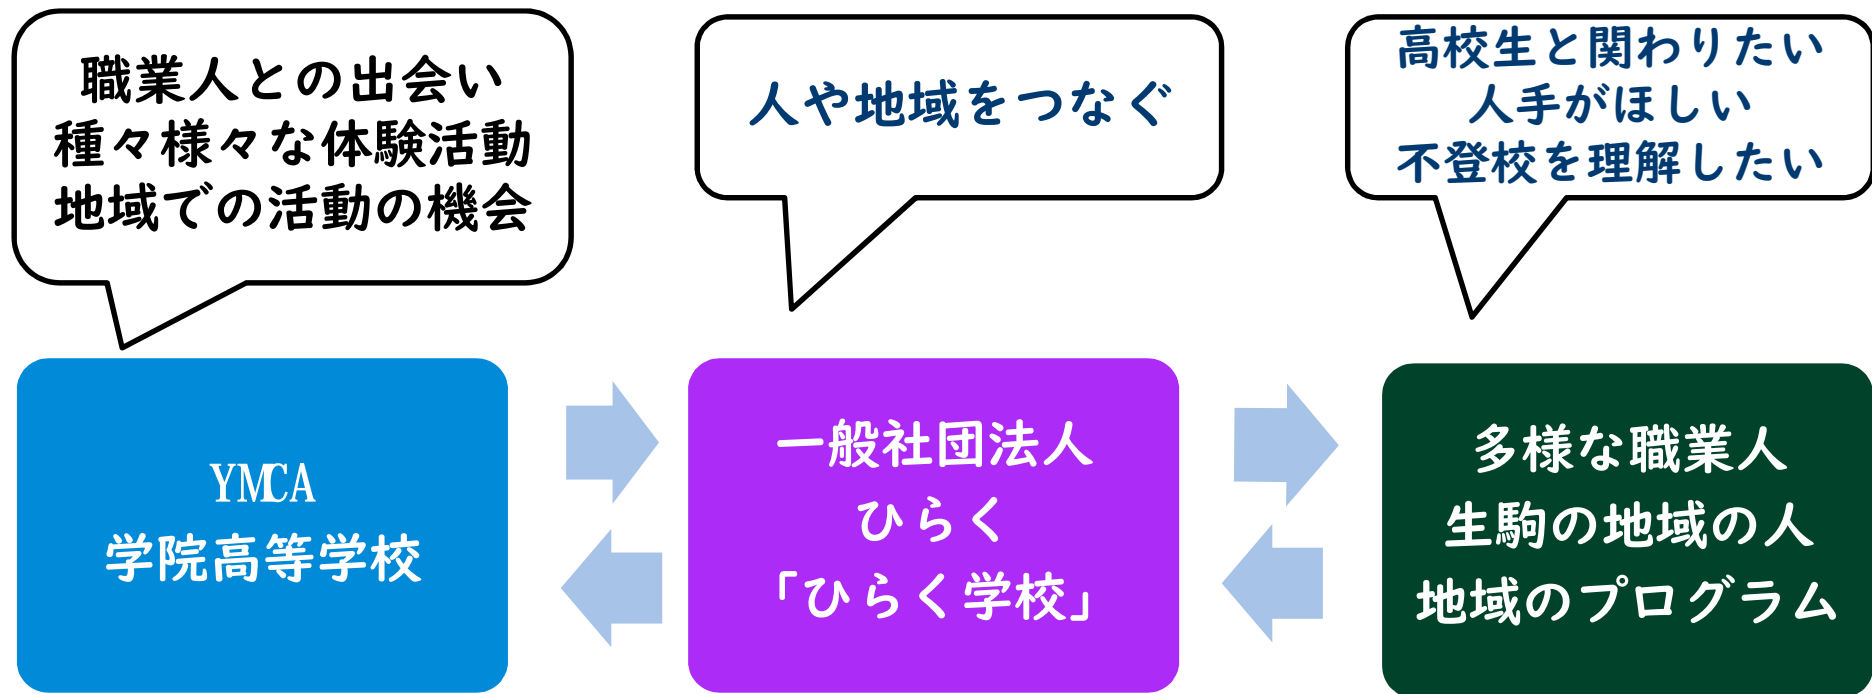 職業人との出会い
種々様々な体験活動
地域での活動の機会
人や地域をつなぐ
高校生と関わりたい
人手がほしい
不登校を理解したい
YMCA
学院高等学校
一般社団法人
ひらく
「ひらく学校」
多様な職業人
生駒の地域の人
地域のプログラム